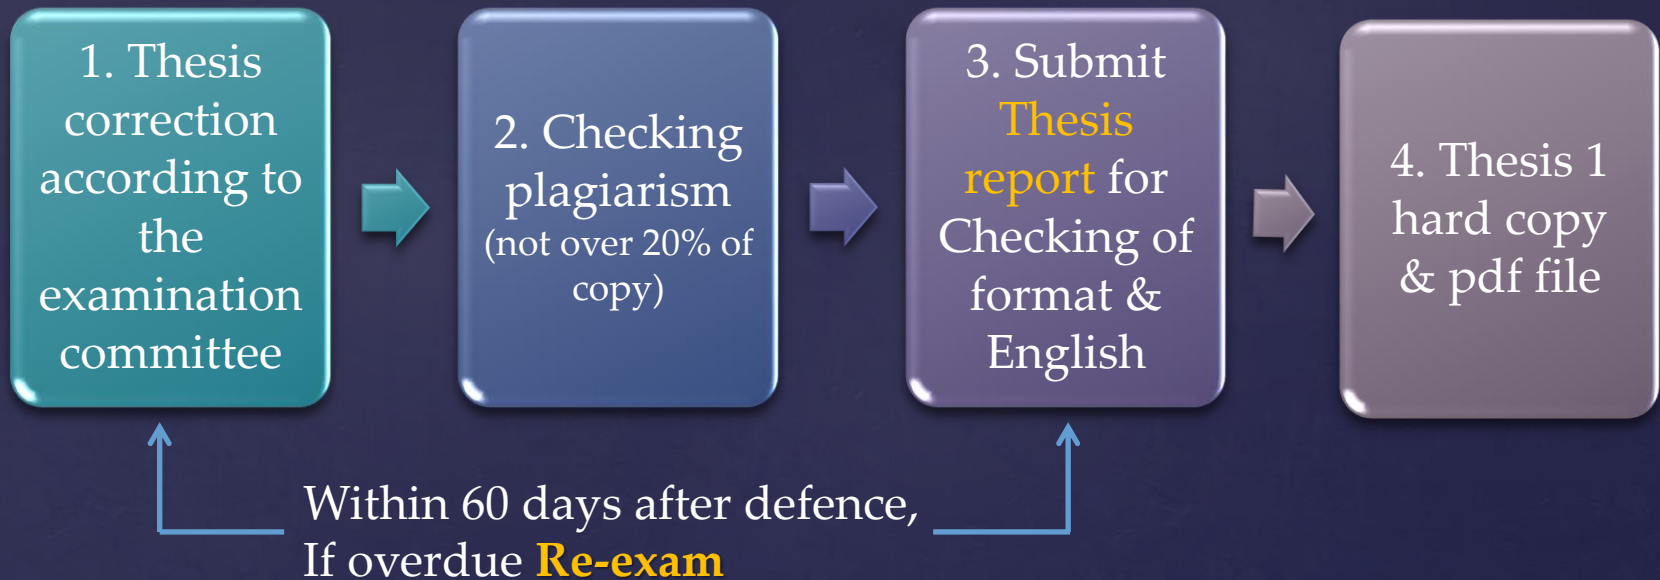 1. Thesis
correction
according to
the
examination
committee
2. Checking
plagiarism
(not over 20% of
copy)
3. Submit
Thesis
report for
Checking of
format &
English
4. Thesis 1
hard copy
& pdf file
Within 60 days after defence,
If overdue Re-exam